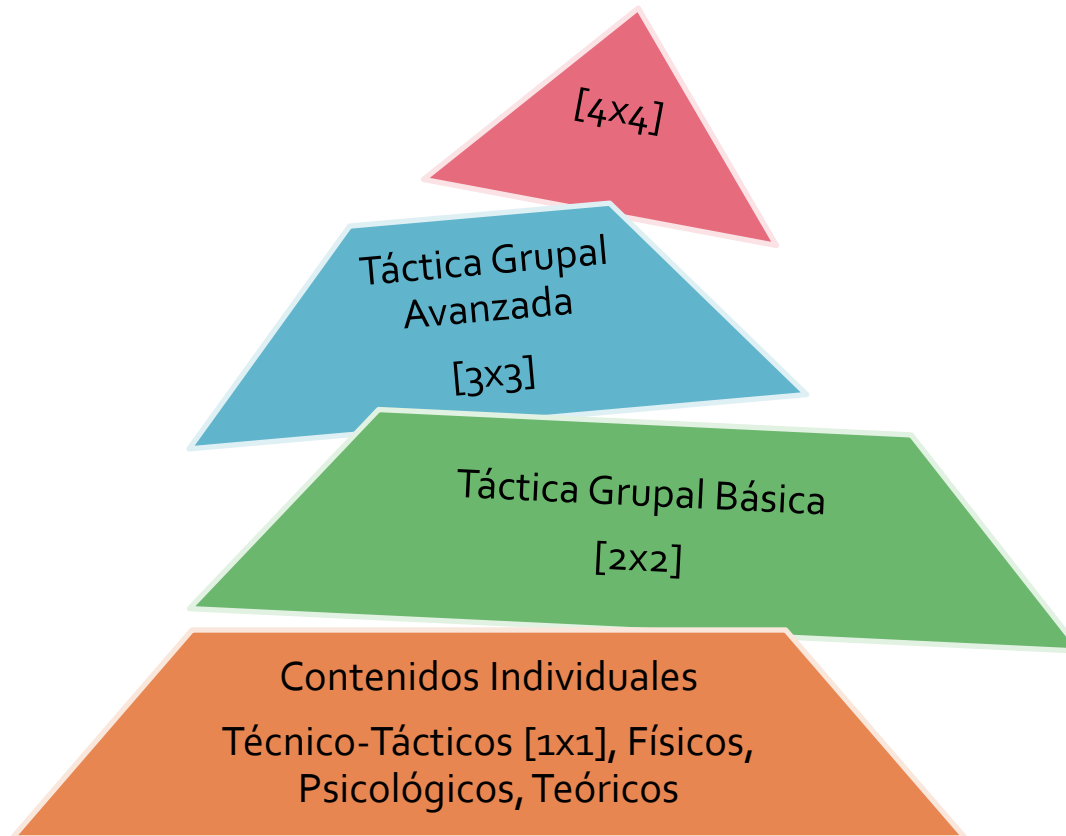 [4x4]
Táctica Grupal
Avanzada
[3x3]
Táctica Grupal Básica
[2x2]
Contenidos Individuales
Técnico-Tácticos [1x1], Físicos,
Psicológicos, Teóricos